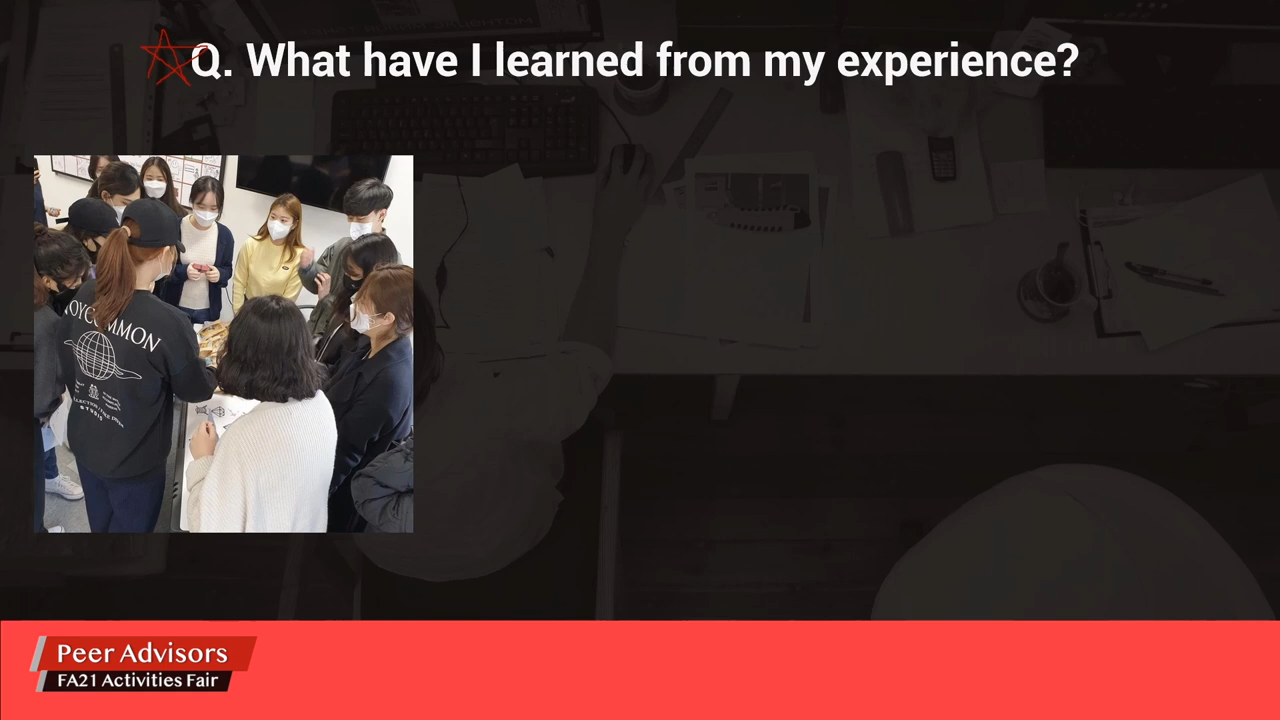 Q. What have I learned from my experience?
Peer Advisors
FA21 Activities Fair